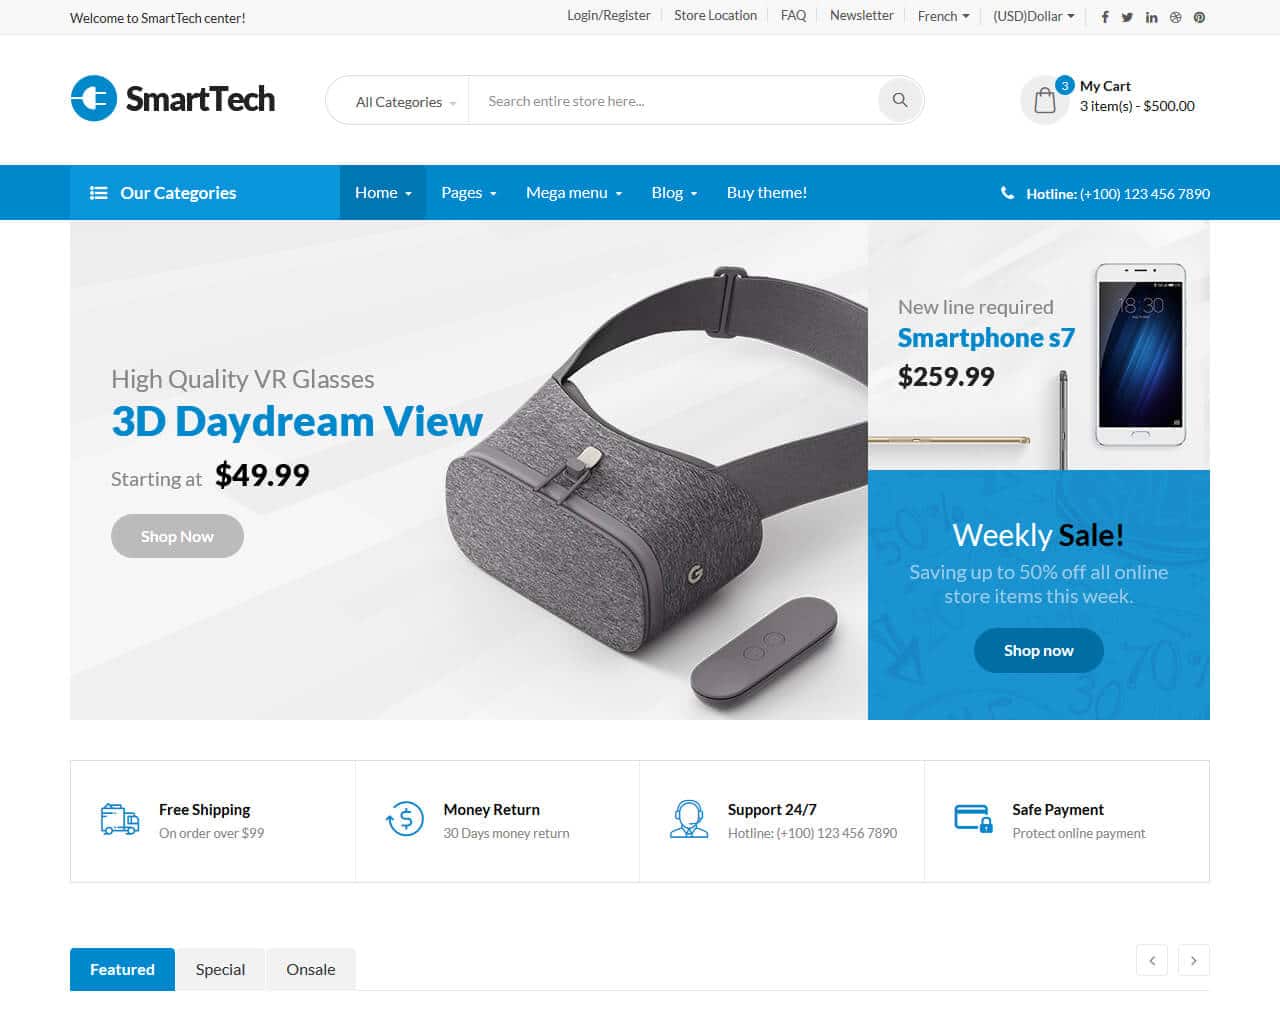 Welcome to SmartTech center!
Login/Register
Store Location
FAQ
Newsletter
French
(USD)Dollar
SmartTech
All Categories
Search entire store here...
3
My Cart
3 item(s) - $500.00
Our Categories
Home
Pages
Mega menu
Blog
Buy theme!
Hotline: (+100) 123 456 7890
High Quality VR Glasses
3D Daydream View
Starting at $49.99
Shop Now
New line required
Smartphone s7
$259.99
18:30
Weekly Sale!
Saving up to 50% off all online
store items this week.
Shop now
50%
70%
30
Free Shipping
On order over $99
Money Return
30 Days money return
Support 24/7
Hotline: (+100) 123 456 7890
Safe Payment
Protect online payment
Featured
Special
Onsale